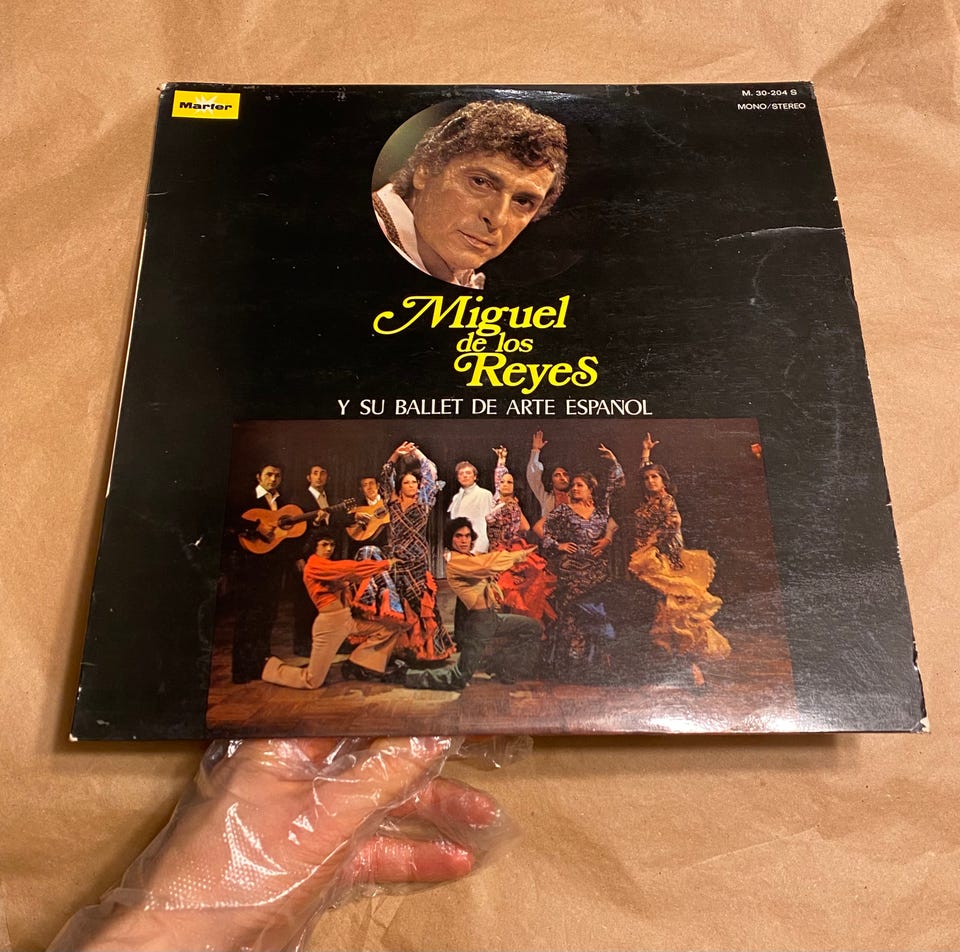 Marfer
M. 30-204 S
MONO/STEREO
Miguel
de los
Reyes
Y SU BALLET DE ARTE ESPAÑOL